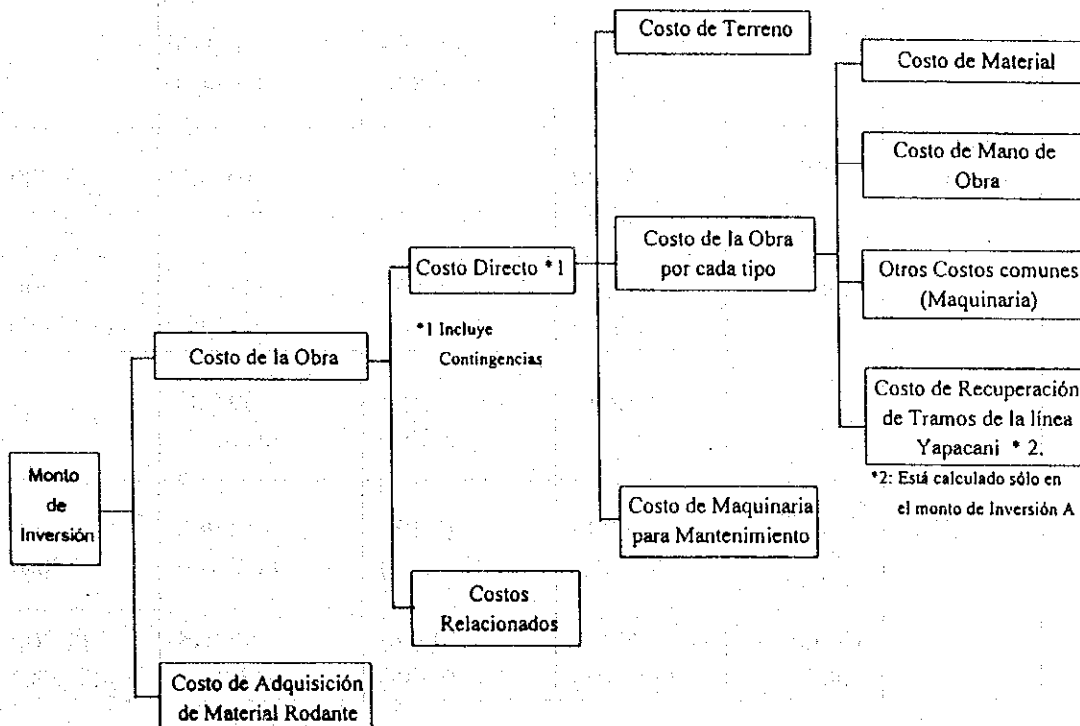 Costo de Terreno
Costo de Material
Costo de Mano de
Obra
Costo de la Obra
por cada tipo
Costo Directo *1
Otros Costos comunes
(Maquinaria)
*1 Incluye
Contingencias
Costo de la Obra
Costo de Recuperación
de Tramos de la línea
Yapacani * 2.
*2: Está calculado sólo en
el monto de Inversión A
Monto
de
Inversión
Costo de Maquinaria
para Mantenimiento
Costos
Relacionados
Costo de Adquisición
de Material Rodante